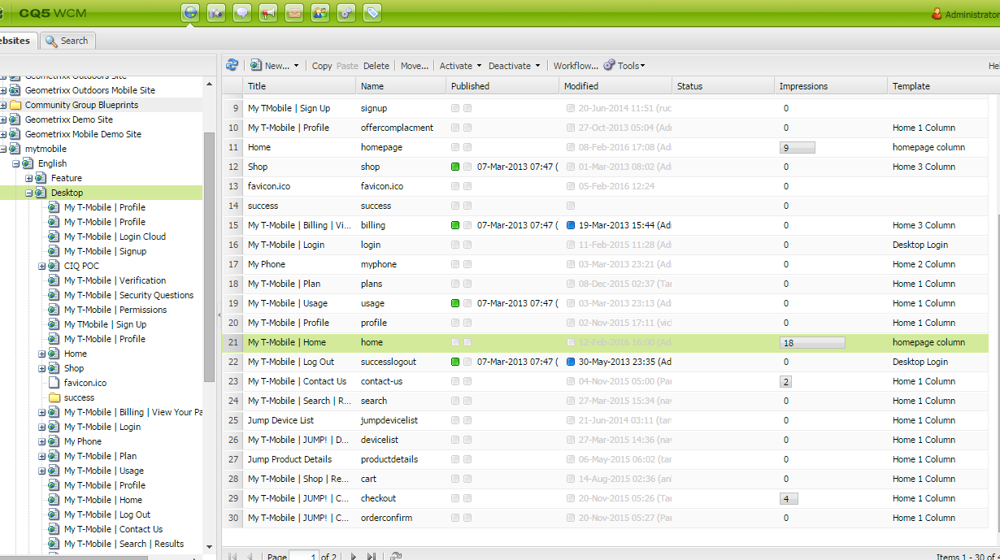 CQ5 WCM
Administrator
ebsites
Search
New...
Copy
Paste
Delete
Move...
Activate
Deactivate
Workflow...
Tools
Hel
Geometrixx Outdoors Site
Geometrixx Outdoors Mobile Site
Community Group Blueprints
Geometrixx Demo Site
Geometrixx Mobile Demo Site
mytmobile
English
Feature
Desktop
My T-Mobile | Profile
My T-Mobile | Profile
My T-Mobile | Login Cloud
My T-Mobile | Signup
CIQ POC
My T-Mobile | Verification
My T-Mobile | Security Questions
My T-Mobile | Permissions
My TMobile | Sign Up
My T-Mobile | Profile
Home
Shop
favicon.ico
success
My T-Mobile | Billing | View Your Pa
My T-Mobile | Login
My Phone
My T-Mobile | Plan
My T-Mobile | Usage
My T-Mobile | Profile
My T-Mobile | Home
My T-Mobile | Log Out
My T-Mobile | Contact Us
My T-Mobile | Search | Results
Title Name Published Modified Status Impressions Template
9 My TMobile | Sign Up signup 20-Jun-2014 11:51 (ruc 0
10 My T-Mobile | Profile offercomplacment 27-Oct-2013 05:04 (Adi 0 Home 1 Column
11 Home homepage 08-Feb-2016 17:08 (Adi 9 homepage column
12 Shop shop 07-Mar-2013 07:47 ( 01-Mar-2013 08:02 (Adi 0 Home 3 Column
13 favicon.ico favicon.ico 05-Feb-2016 12:24 0
14 success success 0
15 My T-Mobile | Billing | Vi... billing 07-Mar-2013 07:47 ( 19-Mar-2013 15:44 (Adi 0 Home 3 Column
16 My T-Mobile | Login login 11-Feb-2015 11:28 (Adi 0 Desktop Login
17 My Phone myphone 03-Mar-2013 23:21 (Adi 0 Home 2 Column
18 My T-Mobile | Plan plans 08-Dec-2015 02:37 (Tar 0 Home 1 Column
19 My T-Mobile | Usage usage 07-Mar-2013 07:47 ( 03-Mar-2013 23:13 (Adi 0 Home 1 Column
20 My T-Mobile | Profile profile 02-Nov-2015 17:11 (vic 0 Home 1 Column
21 My T-Mobile | Home home 12-Feb-2016 16:00 (Adi 18 homepage column
22 My T-Mobile | Log Out successlogout 07-Mar-2013 07:47 ( 30-May-2013 23:35 (Adi 0 Desktop Login
23 My T-Mobile | Contact Us contact-us 04-Nov-2015 05:00 (Par 2 Home 1 Column
24 My T-Mobile | Search | R... search 27-Mar-2015 15:34 (nav 0 Home 1 Column
25 Jump Device List jumpdevicelist 21-Jun-2014 03:11 (tar 0 Home 1 Column
26 My T-Mobile | JUMP! | D... devicelist 27-Mar-2015 14:36 (nav 0 Home 1 Column
27 Jump Product Details productdetails 06-May-2015 06:02 (tar 0 Home 1 Column
28 My T-Mobile | Shop | Re... cart 14-Aug-2015 02:36 (ani 0 Home 1 Column
29 My T-Mobile | JUMP! | C... checkout 20-Nov-2015 05:26 (Tar 4 Home 1 Column
30 My T-Mobile | JUMP! | C... orderconfirm 20-Nov-2015 05:27 (Par 0 Home 1 Column
Page 1 of 2
Items 1 - 30 of 4